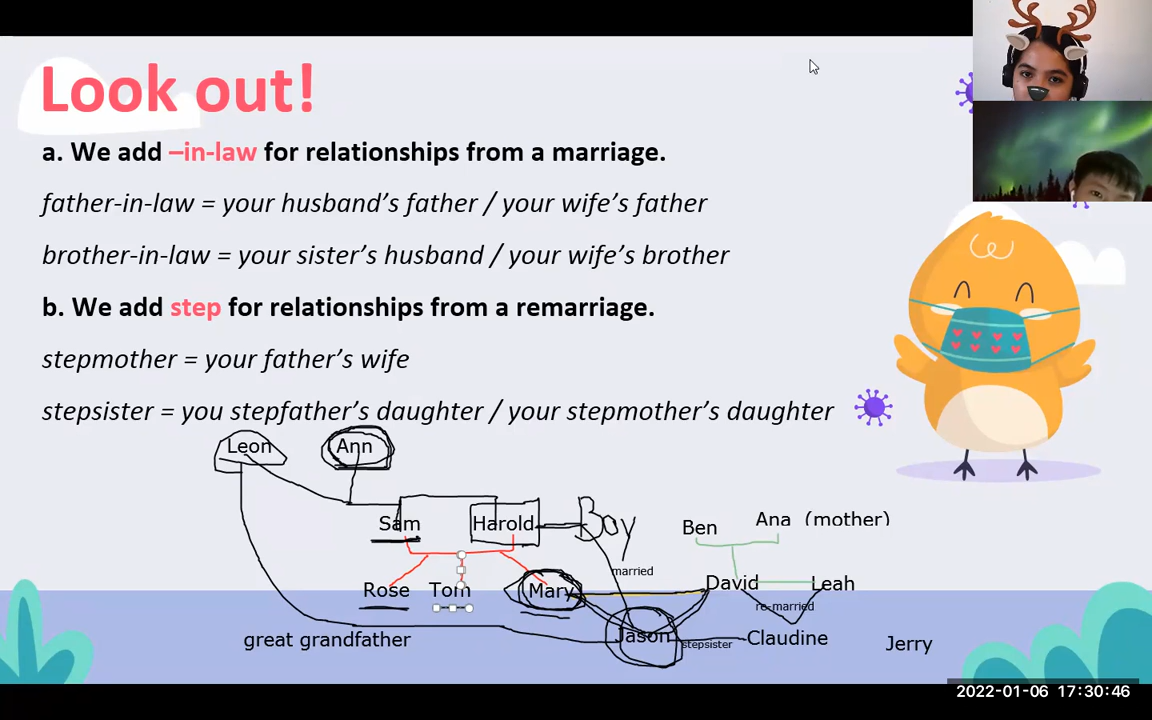 Look out!
a. We add –in-law for relationships from a marriage.
father-in-law = your husband’s father / your wife’s father
brother-in-law = your sister’s husband / your wife’s brother
b. We add step for relationships from a remarriage.
stepmother = your father’s wife
stepsister = you stepfather’s daughter / your stepmother’s daughter
Leon Ann
Sam Harold Boy Ben Ana (mother)
married
Rose Tom Mary David Leah
re-married
great grandfather Jason stepsister Claudine Jerry
2022-01-06 17:30:46